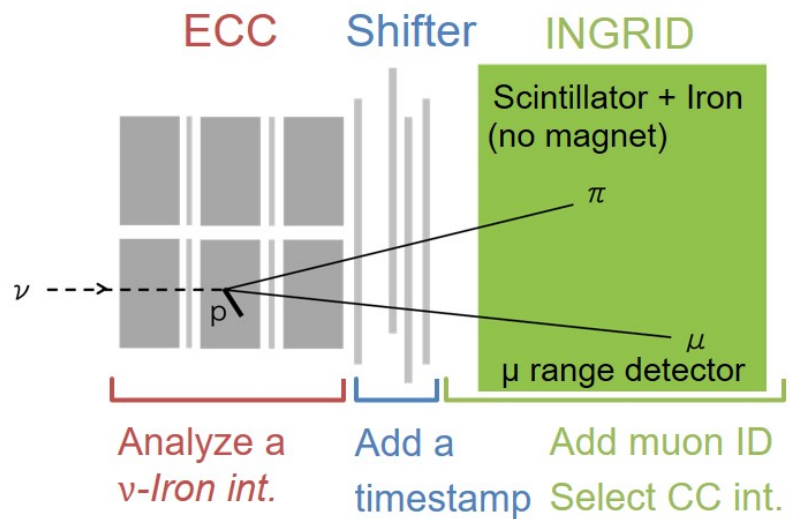 ECC Shifter INGRID
Scintillator + Iron
(no magnet)
π
ν
p
μ
μ range detector
Analyze a
ν-Iron int.
Add a
timestamp
Add muon ID
Select CC int.